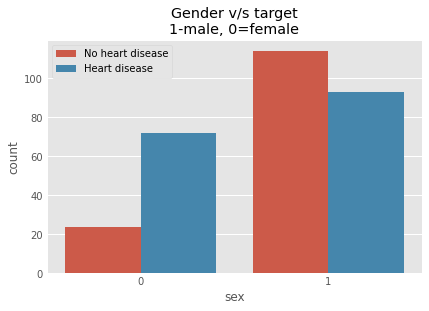 Gender v/s target
1-male, 0=female
No heart disease
Heart disease
100
80
60
40
20
0
count
0
1
sex